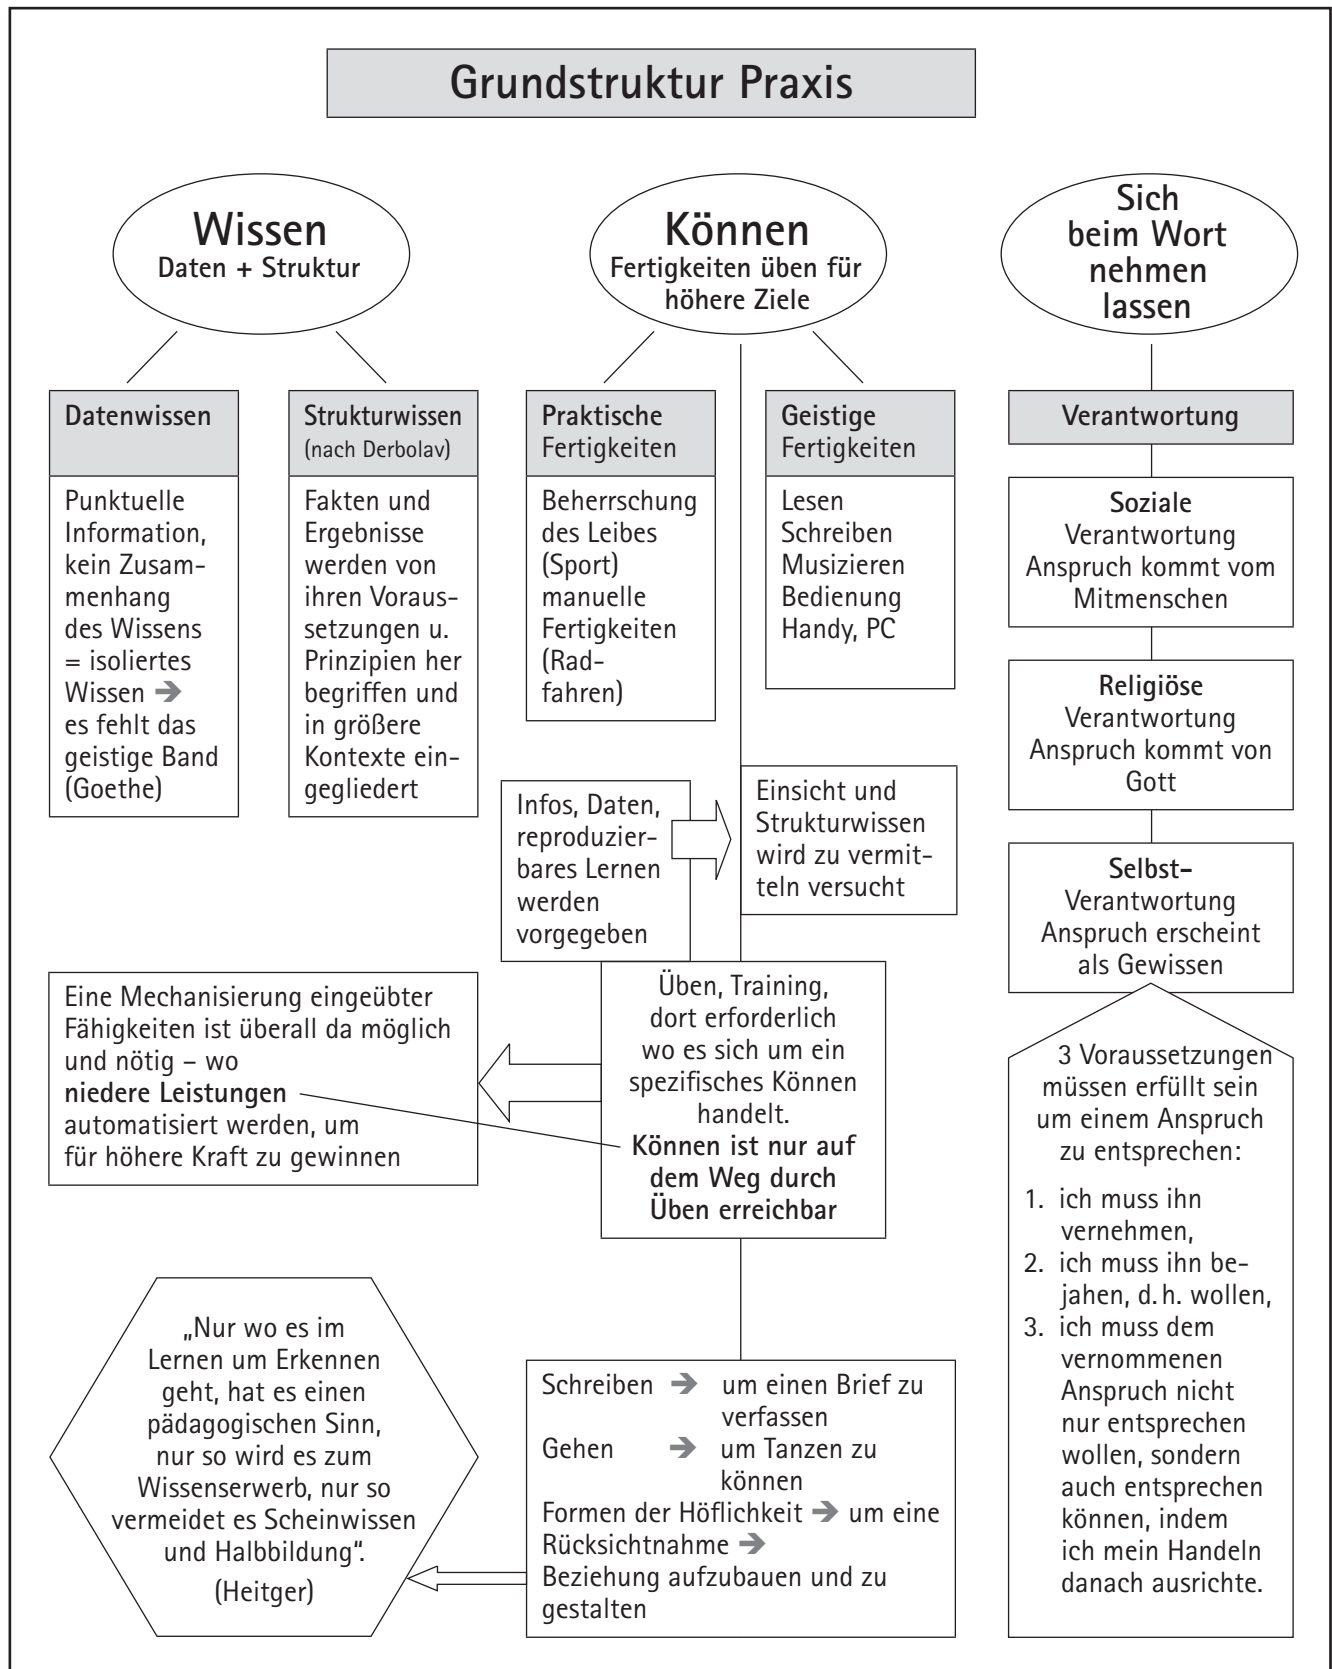 Grundstruktur Praxis
Wissen
Daten + Struktur
Datenwissen
Punktuelle
Information,
kein Zusam-
menhang
des Wissens
= isoliertes
Wissen ➔
es fehlt das
geistige Band
(Goethe)
Strukturwissen
(nach Derbolav)
Fakten und
Ergebnisse
werden von
ihren Voraus-
setzungen u.
Prinzipien her
begriffen und
in größere
Kontexte ein-
gegliedert
Können
Fertigkeiten üben für
höhere Ziele
Praktische
Fertigkeiten
Beherrschung
des Leibes
(Sport)
manuelle
Fertigkeiten
(Rad-
fahren)
Geistige
Fertigkeiten
Lesen
Schreiben
Musizieren
Bedienung
Handy, PC
Infos, Daten,
reproduzier-
bares Lernen
werden
vorgegeben
Einsicht und
Strukturwissen
wird zu vermit-
teln versucht
Üben, Training,
dort erforderlich
wo es sich um ein
spezifisches Können
handelt.
Können ist nur auf
dem Weg durch
Üben erreichbar
Eine Mechanisierung eingeübter
Fähigkeiten ist überall da möglich
und nötig – wo
niedere Leistungen
automatisiert werden, um
für höhere Kraft zu gewinnen
Schreiben ➔ um einen Brief zu
verfassen
Gehen ➔ um Tanzen zu
können
Formen der Höflichkeit ➔ um eine
Rücksichtnahme ➔
Beziehung aufzubauen und zu
gestalten
„Nur wo es im
Lernen um Erkennen
geht, hat es einen
pädagogischen Sinn,
nur so wird es zum
Wissenserwerb, nur so
vermeidet es Scheinwissen
und Halbbildung“.
(Heitger)
Sich
beim Wort
nehmen
lassen
Verantwortung
Soziale
Verantwortung
Anspruch kommt vom
Mitmenschen
Religiöse
Verantwortung
Anspruch kommt von
Gott
Selbst-
Verantwortung
Anspruch erscheint
als Gewissen
3 Voraussetzungen
müssen erfüllt sein
um einem Anspruch
zu entsprechen:
1. ich muss ihn
vernehmen,
2. ich muss ihn be-
jahen, d. h. wollen,
3. ich muss dem
vernommenen
Anspruch nicht
nur entsprechen
wollen, sondern
auch entsprechen
können, indem
ich mein Handeln
danach ausrichte.